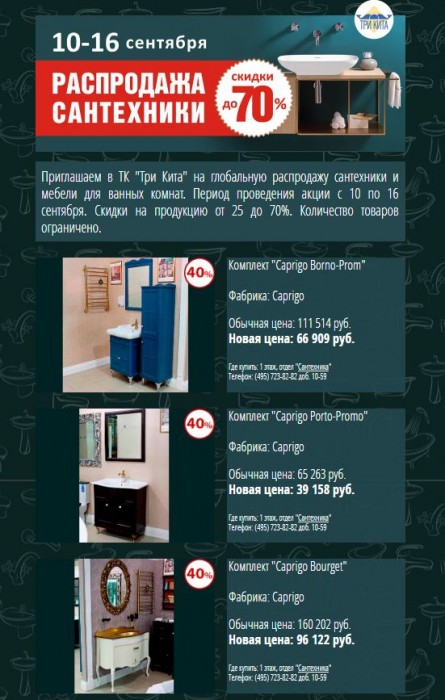 ТРИ КИТА
10-16 сентября
РАСПРОДАЖА
САНТЕХНИКИ
скидки
до 70%
Приглашаем в ТК "Три Кита" на глобальную распродажу сантехники и
мебели для ванных комнат. Период проведения акции с 10 по 16
сентября. Скидки на продукцию от 25 до 70%. Количество товаров
ограничено.
40%
Комплект "Caprigo Borno-Prom"
Фабрика: Caprigo
Обычная цена: 111 514 руб.
Новая цена: 66 909 руб.
Где купить: 1 этаж, отдел "Сантехника"
Телефон: (495) 723-82-82 доб. 10-59
40%
Комплект "Caprigo Porto-Promo"
Фабрика: Caprigo
Обычная цена: 65 263 руб.
Новая цена: 39 158 руб.
Где купить: 1 этаж, отдел "Сантехника"
Телефон: (495) 723-82-82 доб. 10-59
40%
Комплект "Caprigo Bourget"
Фабрика: Caprigo
Обычная цена: 160 202 руб.
Новая цена: 96 122 руб.
Где купить: 1 этаж, отдел "Сантехника"
Телефон: (495) 723-82-82 доб. 10-59